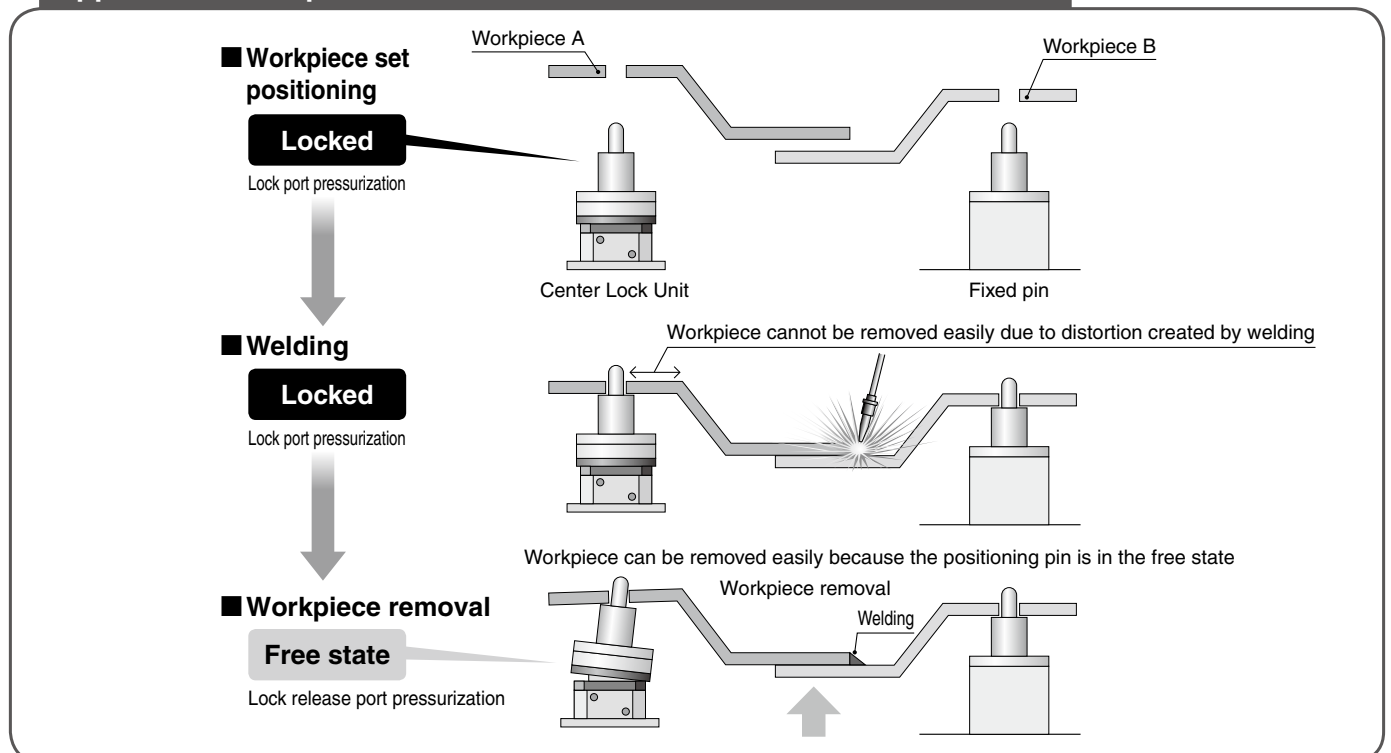 ■ Workpiece set
positioning
Locked
Lock port pressurization
Workpiece A
Workpiece B
Center Lock Unit
Fixed pin
■ Welding
Locked
Lock port pressurization
Workpiece cannot be removed easily due to distortion created by welding
Workpiece can be removed easily because the positioning pin is in the free state
■ Workpiece removal
Free state
Lock release port pressurization
Workpiece removal
Welding